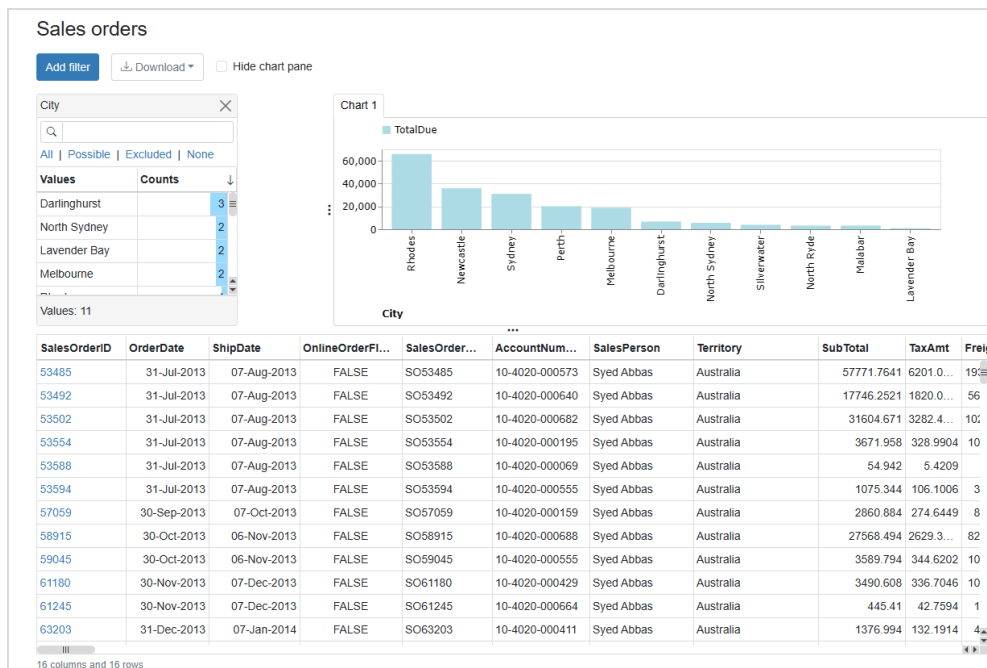 Sales orders
Add filter Download Hide chart pane
City
All | Possible | Excluded | None
Values Counts
Darlinghurst 3
North Sydney 2
Lavender Bay 2
Melbourne 2
Values: 11
Chart 1
TotalDue
60,000
40,000
20,000
0
Rhodes
Newcastle
Sydney
Perth
Melbourne
Darlinghurst
North Sydney
Silverwater
North Ryde
Malabar
Lavender Bay
City
SalesOrderID OrderDate ShipDate OnlineOrderFl... SalesOrder... AccountNum... SalesPerson Territory SubTotal TaxAmt Frei
53485 31-Jul-2013 07-Aug-2013 FALSE SO53485 10-4020-000573 Syed Abbas Australia 57771.7641 6201.0... 193
53492 31-Jul-2013 07-Aug-2013 FALSE SO53492 10-4020-000640 Syed Abbas Australia 17746.2521 1820.0... 56
53502 31-Jul-2013 07-Aug-2013 FALSE SO53502 10-4020-000682 Syed Abbas Australia 31604.671 3282.4... 102
53554 31-Jul-2013 07-Aug-2013 FALSE SO53554 10-4020-000195 Syed Abbas Australia 3671.958 328.9904 10
53588 31-Jul-2013 07-Aug-2013 FALSE SO53588 10-4020-000069 Syed Abbas Australia 54.942 5.4209
53594 31-Jul-2013 07-Aug-2013 FALSE SO53594 10-4020-000555 Syed Abbas Australia 1075.344 106.1006 3
57059 30-Sep-2013 07-Oct-2013 FALSE SO57059 10-4020-000159 Syed Abbas Australia 2860.884 274.6449 8
58915 30-Oct-2013 06-Nov-2013 FALSE SO58915 10-4020-000688 Syed Abbas Australia 27568.494 2629.3... 82
59045 30-Oct-2013 06-Nov-2013 FALSE SO59045 10-4020-000555 Syed Abbas Australia 3589.794 344.6202 10
61180 30-Nov-2013 07-Dec-2013 FALSE SO61180 10-4020-000429 Syed Abbas Australia 3490.608 336.7046 10
61245 30-Nov-2013 07-Dec-2013 FALSE SO61245 10-4020-000664 Syed Abbas Australia 445.41 42.7594 1
63203 31-Dec-2013 07-Jan-2014 FALSE SO63203 10-4020-000411 Syed Abbas Australia 1376.994 132.1914 4
16 columns and 16 rows